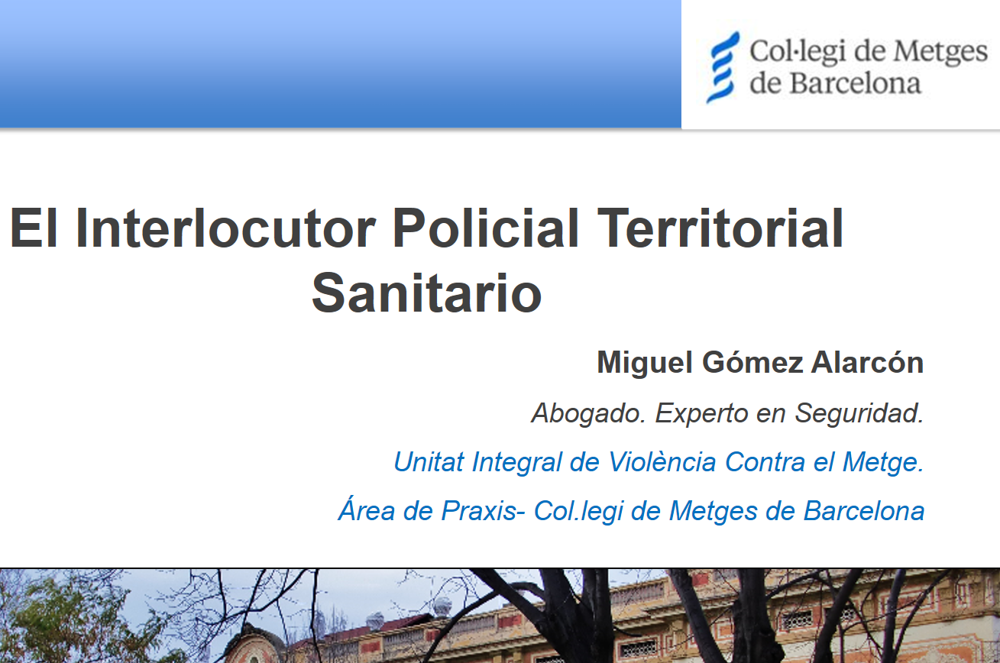 Col·legi de Metges
de Barcelona
El Interlocutor Policial Territorial
Sanitario
Miguel Gómez Alarcón
Abogado. Experto en Seguridad.
Unitat Integral de Violència Contra el Metge.
Área de Praxis- Col.legi de Metges de Barcelona